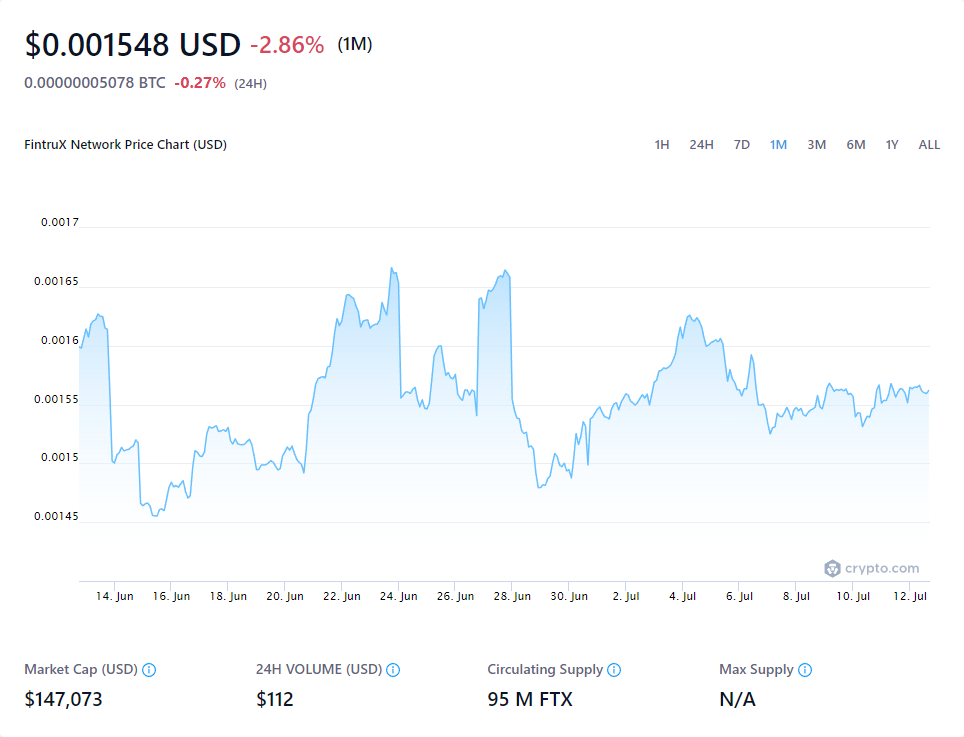 $0.001548 USD -2.86% (1M)
0.00000005078 BTC -0.27% (24H)
FintruX Network Price Chart (USD) 1H 24H 7D 1M 3M 6M 1Y ALL
0.0017
0.00165
0.0016
0.00155
0.0015
0.00145
crypto.com
14. Jun 16. Jun 18. Jun 20. Jun 22. Jun 24. Jun 26. Jun 28. Jun 30. Jun 2. Jul 4. Jul 6. Jul 8. Jul 10. Jul 12. Jul
Market Cap (USD) 24H VOLUME (USD) Circulating Supply Max Supply
$147,073 $112 95 M FTX N/A